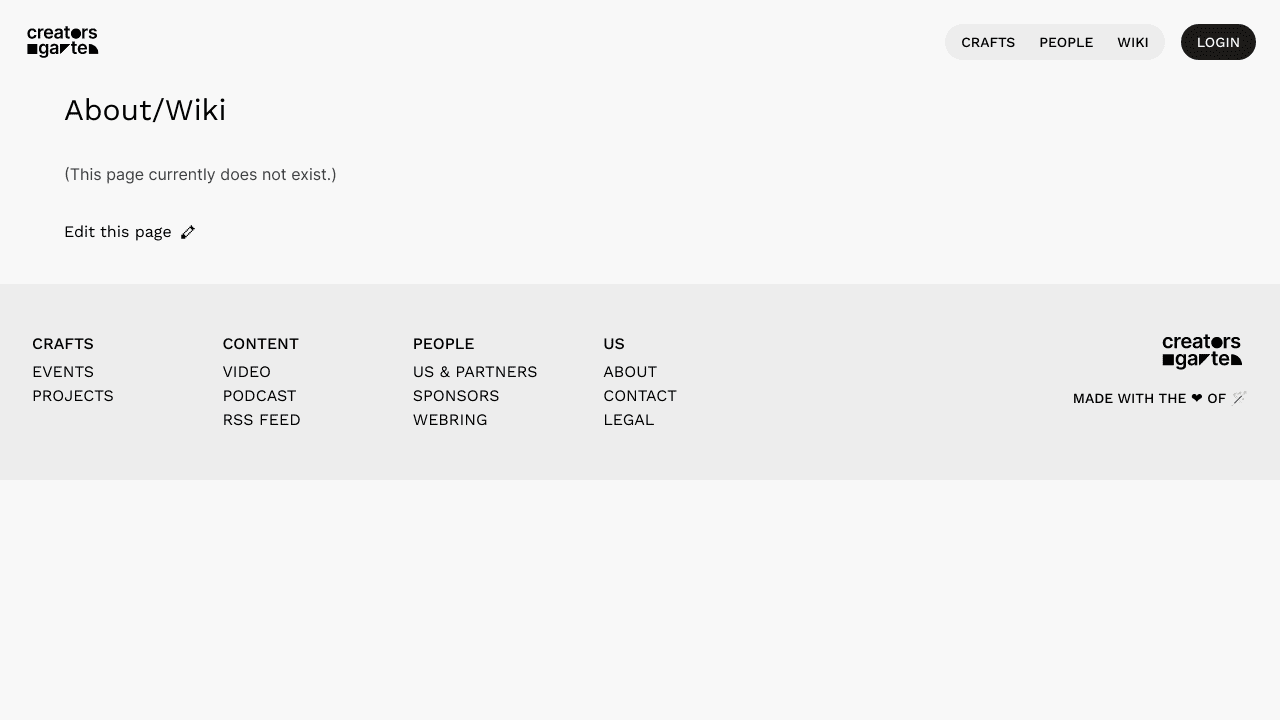 creators
garten
CRAFTS PEOPLE WIKI LOGIN
About/Wiki
(This page currently does not exist.)
Edit this page
CRAFTS
EVENTS
PROJECTS
CONTENT
VIDEO
PODCAST
RSS FEED
PEOPLE
US & PARTNERS
SPONSORS
WEBRING
US
ABOUT
CONTACT
LEGAL
creators
garten
MADE WITH THE ❤ OF 🪄